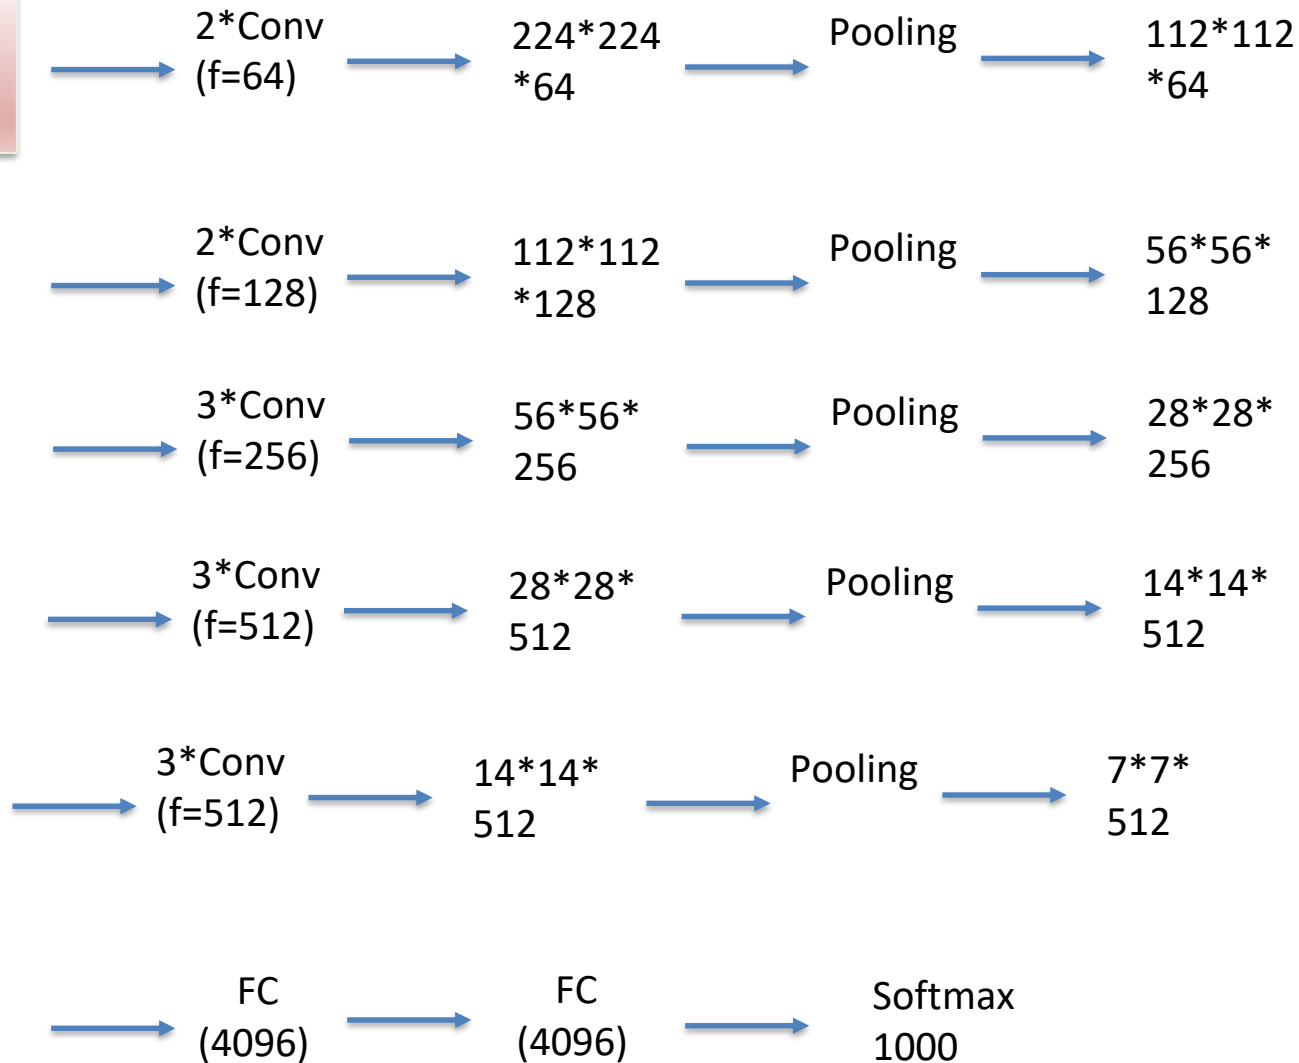 2*Conv
(f=64)
224*224
*64
Pooling
112*112
*64
2*Conv
(f=128)
112*112
*128
Pooling
56*56*
128
3*Conv
(f=256)
56*56*
256
Pooling
28*28*
256
3*Conv
(f=512)
28*28*
512
Pooling
14*14*
512
3*Conv
(f=512)
14*14*
512
Pooling
7*7*
512
FC
(4096)
FC
(4096)
Softmax
1000